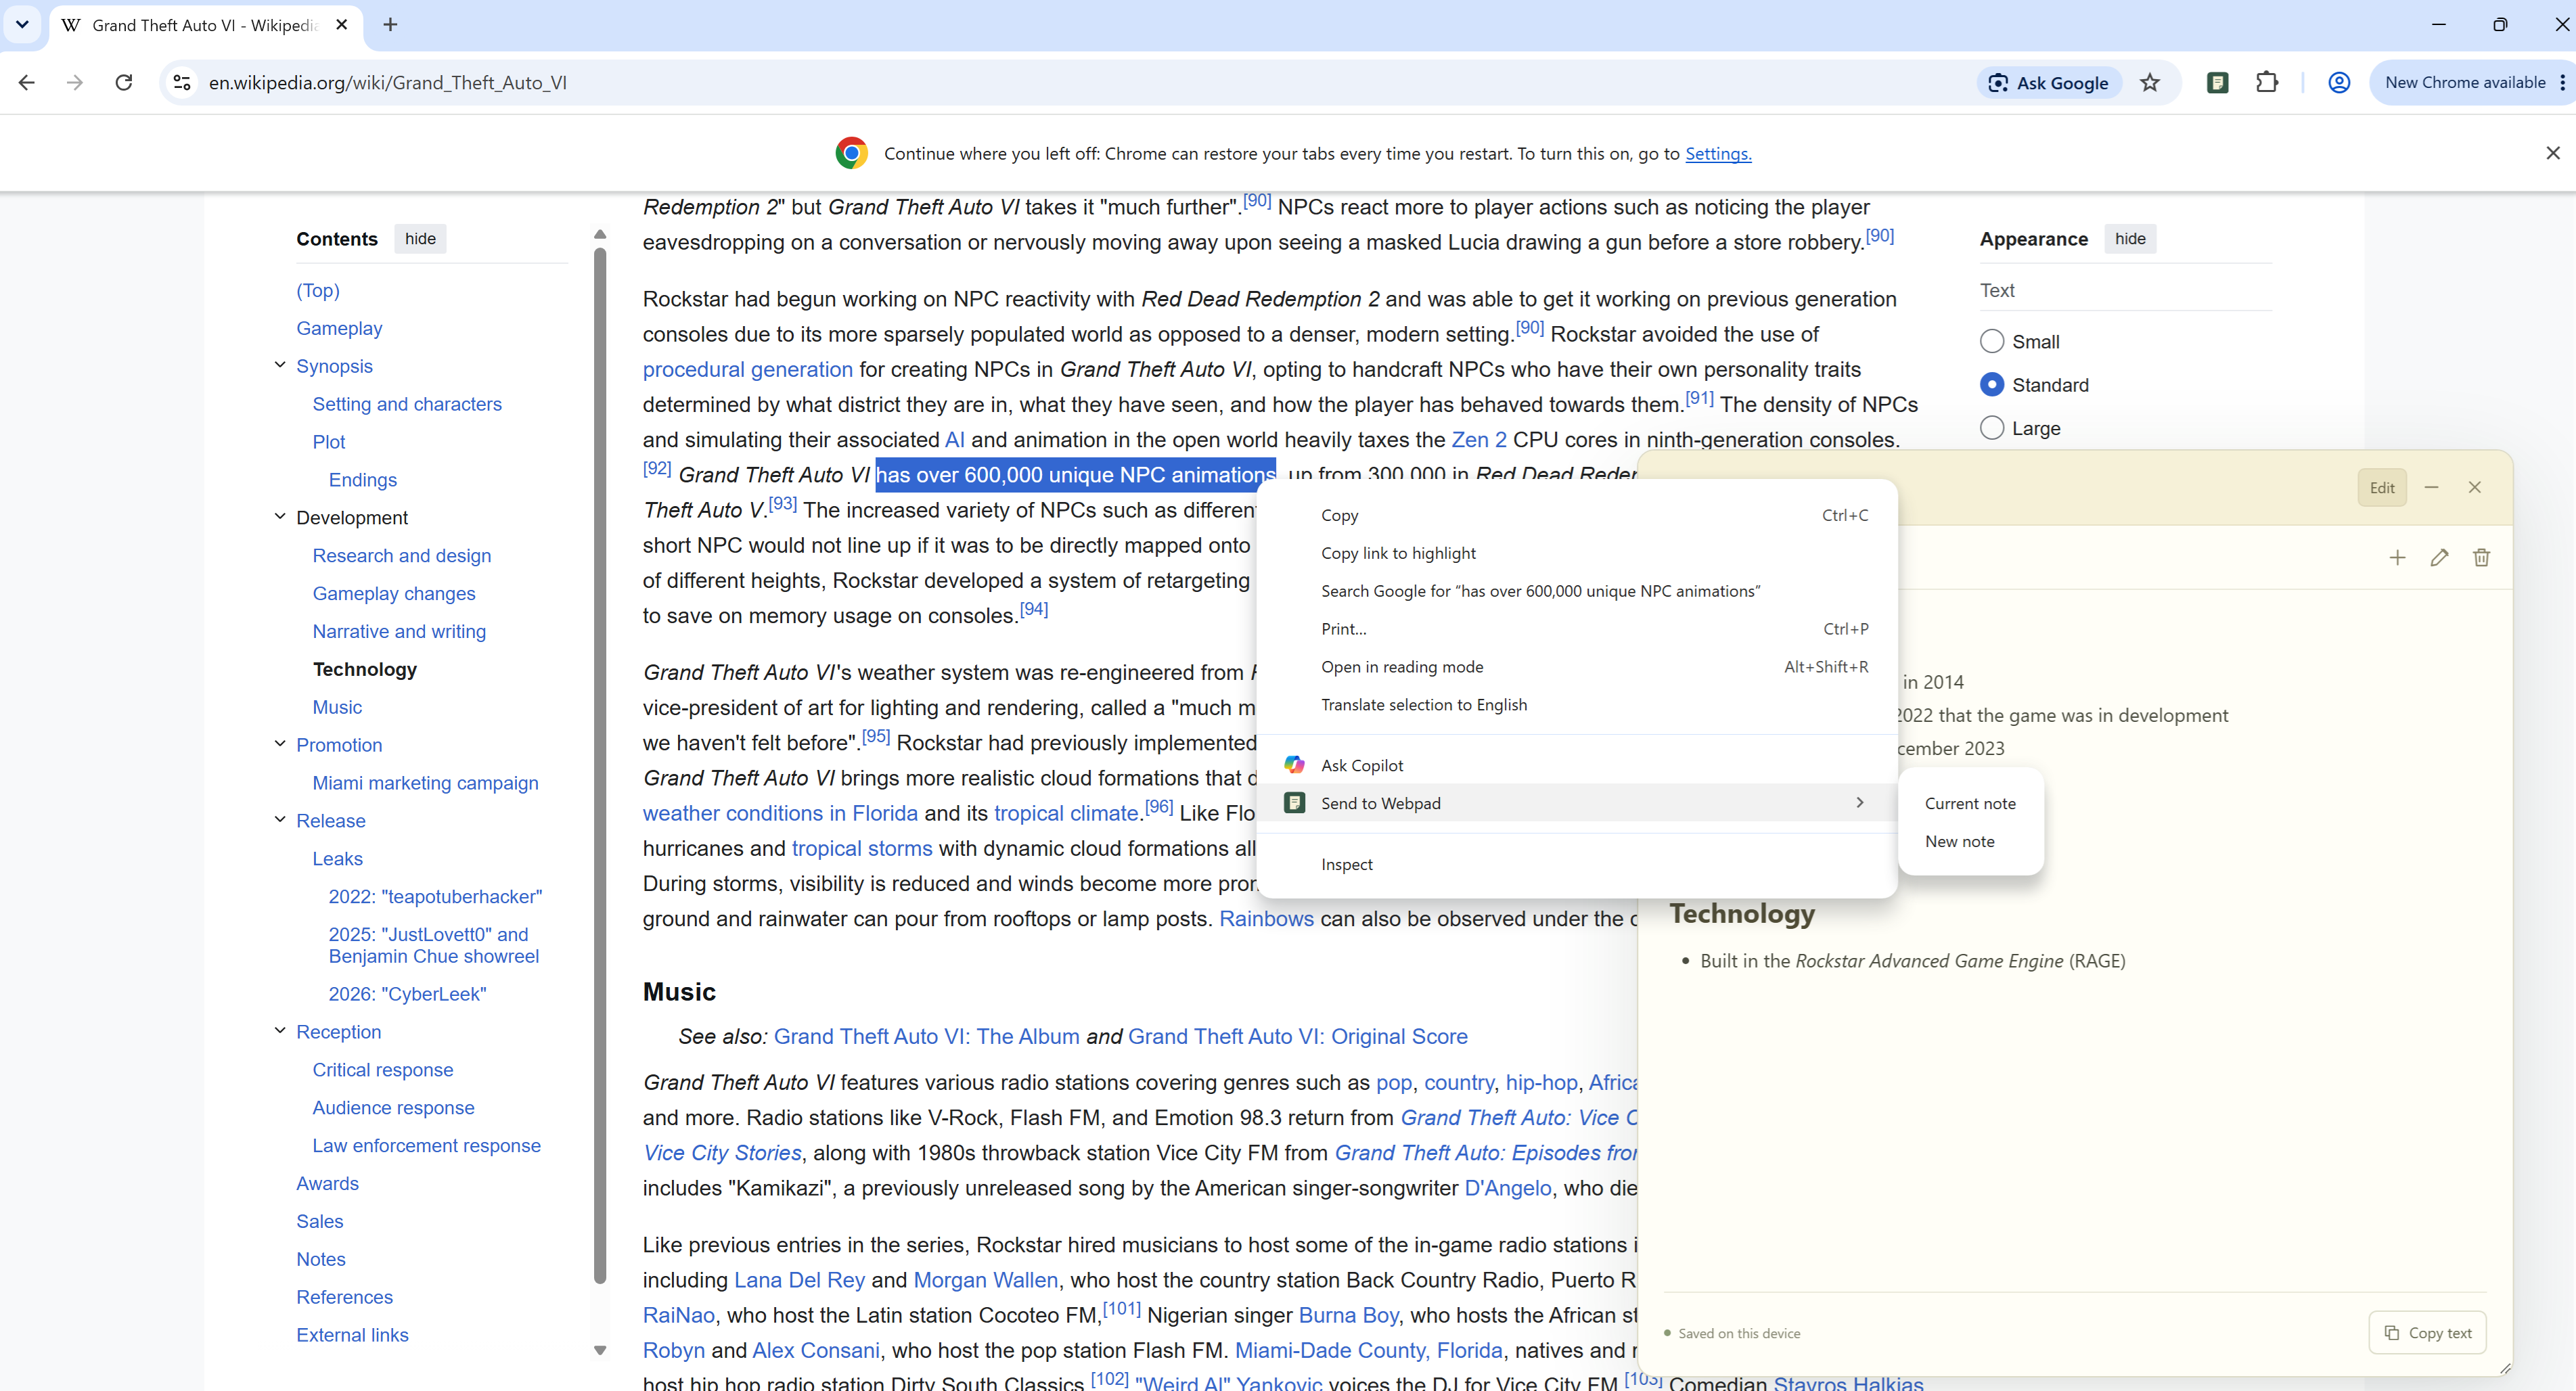 Grand Theft Auto VI - Wikipedia
en.wikipedia.org/wiki/Grand_Theft_Auto_VI
Ask Google
New Chrome available
Continue where you left off: Chrome can restore your tabs every time you restart. To turn this on, go to Settings.
Contents hide
(Top)
Gameplay
Synopsis
Setting and characters
Plot
Endings
Development
Research and design
Gameplay changes
Narrative and writing
Technology
Music
Promotion
Miami marketing campaign
Release
Leaks
2022: "teapotuberhacker"
2025: "JustLovett0" and
Benjamin Chue showreel
2026: "CyberLeek"
Reception
Critical response
Audience response
Law enforcement response
Awards
Sales
Notes
References
External links
Redemption 2" but Grand Theft Auto VI takes it "much further".[90] NPCs react more to player actions such as noticing the player
eavesdropping on a conversation or nervously moving away upon seeing a masked Lucia drawing a gun before a store robbery.[90]
Rockstar had begun working on NPC reactivity with Red Dead Redemption 2 and was able to get it working on previous generation
consoles due to its more sparsely populated world as opposed to a denser, modern setting.[90] Rockstar avoided the use of
procedural generation for creating NPCs in Grand Theft Auto VI, opting to handcraft NPCs who have their own personality traits
determined by what district they are in, what they have seen, and how the player has behaved towards them.[91] The density of NPCs
and simulating their associated AI and animation in the open world heavily taxes the Zen 2 CPU cores in ninth-generation consoles.
[92] Grand Theft Auto VI has over 600,000 unique NPC animations, up from 300,000 in Red Dead Reder
Theft Auto V.[93] The increased variety of NPCs such as different
short NPC would not line up if it was to be directly mapped onto
of different heights, Rockstar developed a system of retargeting
to save on memory usage on consoles.[94]
Grand Theft Auto VI's weather system was re-engineered from
vice-president of art for lighting and rendering, called a "much m
we haven't felt before".[95] Rockstar had previously implemented
Grand Theft Auto VI brings more realistic cloud formations that d
weather conditions in Florida and its tropical climate.[96] Like Flo
hurricanes and tropical storms with dynamic cloud formations all
During storms, visibility is reduced and winds become more pror
ground and rainwater can pour from rooftops or lamp posts. Rainbows can also be observed under the c
Music
See also: Grand Theft Auto VI: The Album and Grand Theft Auto VI: Original Score
Grand Theft Auto VI features various radio stations covering genres such as pop, country, hip-hop, Africa
and more. Radio stations like V-Rock, Flash FM, and Emotion 98.3 return from Grand Theft Auto: Vice C
Vice City Stories, along with 1980s throwback station Vice City FM from Grand Theft Auto: Episodes from
includes "Kamikazi", a previously unreleased song by the American singer-songwriter D'Angelo, who die
Like previous entries in the series, Rockstar hired musicians to host some of the in-game radio stations i
including Lana Del Rey and Morgan Wallen, who host the country station Back Country Radio, Puerto R
RaiNao, who host the Latin station Cocoteo FM,[101] Nigerian singer Burna Boy, who hosts the African st
Robyn and Alex Consani, who host the pop station Flash FM. Miami-Dade County, Florida, natives and r
host hip hop radio station Dirty South Classics.[102] "Weird Al" Yankovic voices the DJ for Vice City FM.[103] Comedian Stavros Halkias
Appearance hide
Text
Small
Standard
Large
Copy Ctrl+C
Copy link to highlight
Search Google for “has over 600,000 unique NPC animations”
Print... Ctrl+P
Open in reading mode Alt+Shift+R
Translate selection to English
Ask Copilot
Send to Webpad
Inspect
Current note
New note
Edit
in 2014
2022 that the game was in development
cember 2023
Technology
• Built in the Rockstar Advanced Game Engine (RAGE)
Saved on this device
Copy text